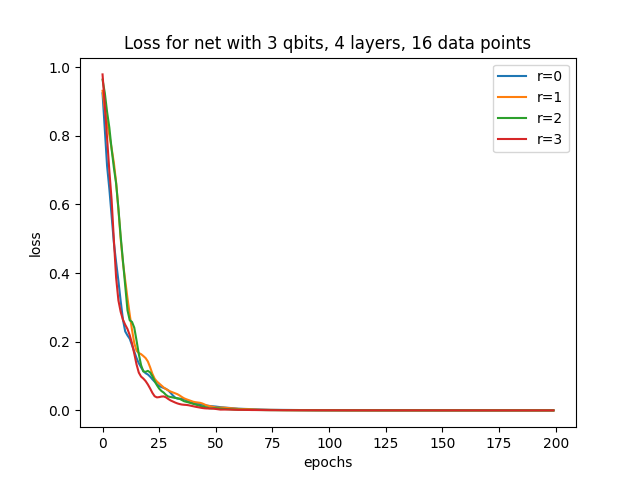 Loss for net with 3 qbits, 4 layers, 16 data points
1.0
0.8
0.6
0.4
0.2
0.0
loss
r=0
r=1
r=2
r=3
0 25 50 75 100 125 150 175 200
epochs